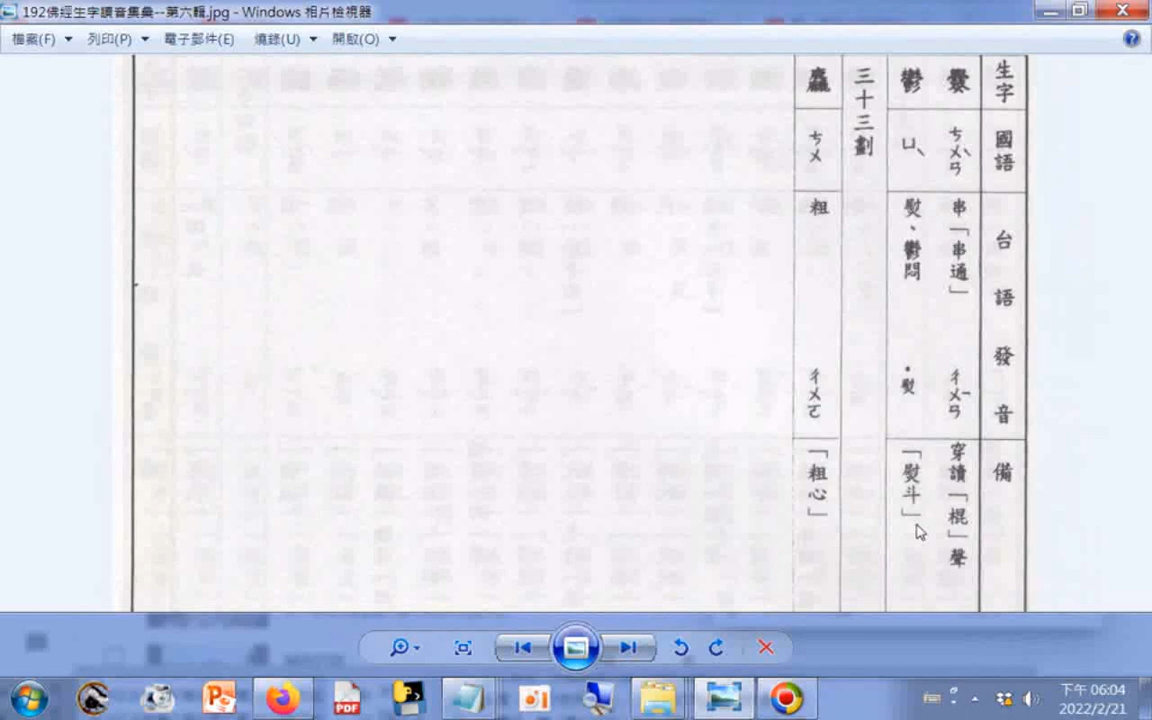 192佛經生字讀音集彙--第六輯.jpg - Windows 相片檢視器
檔案(F) 列印(P) 電子郵件(E) 燒錄(U) 開啟(O)
生字 國語 台語發音 備
爨 ㄘㄨㄢˋ 串「串通」 ㄔㄨㄢ 穿讀「棍」聲
鬱 ㄩˋ 熨、鬱悶 ・熨 「熨斗」
三十三劃
麤 ㄘㄨ 粗 ㄔㄨㄛ 「粗心」
PDF
下午 06:04
2022/2/21